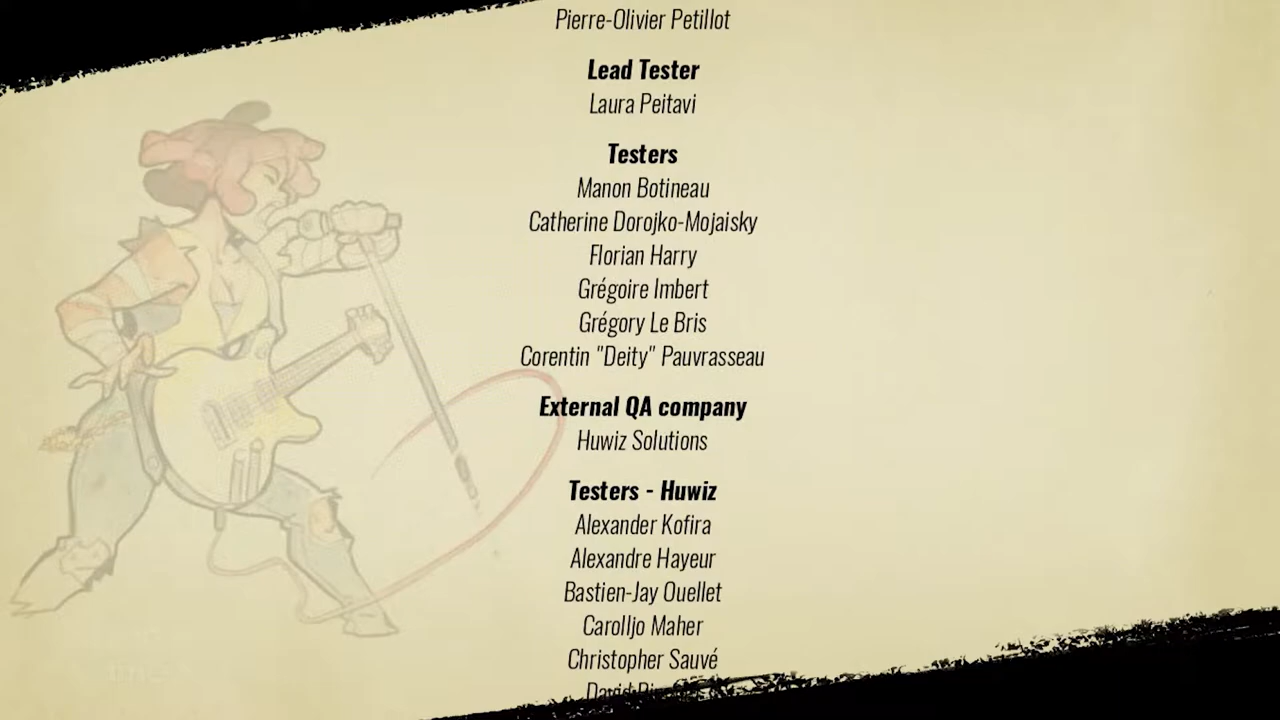 Pierre-Olivier Petillot
Lead Tester
Laura Peitavi
Testers
Manon Botineau
Catherine Dorojko-Mojaisky
Florian Harry
Grégoire Imbert
Grégory Le Bris
Corentin "Deity" Pauvrasseau
External QA company
Huwiz Solutions
Testers - Huwiz
Alexander Kofira
Alexandre Hayeur
Bastien-Jay Ouellet
Carolljo Maher
Christopher Sauvé
David